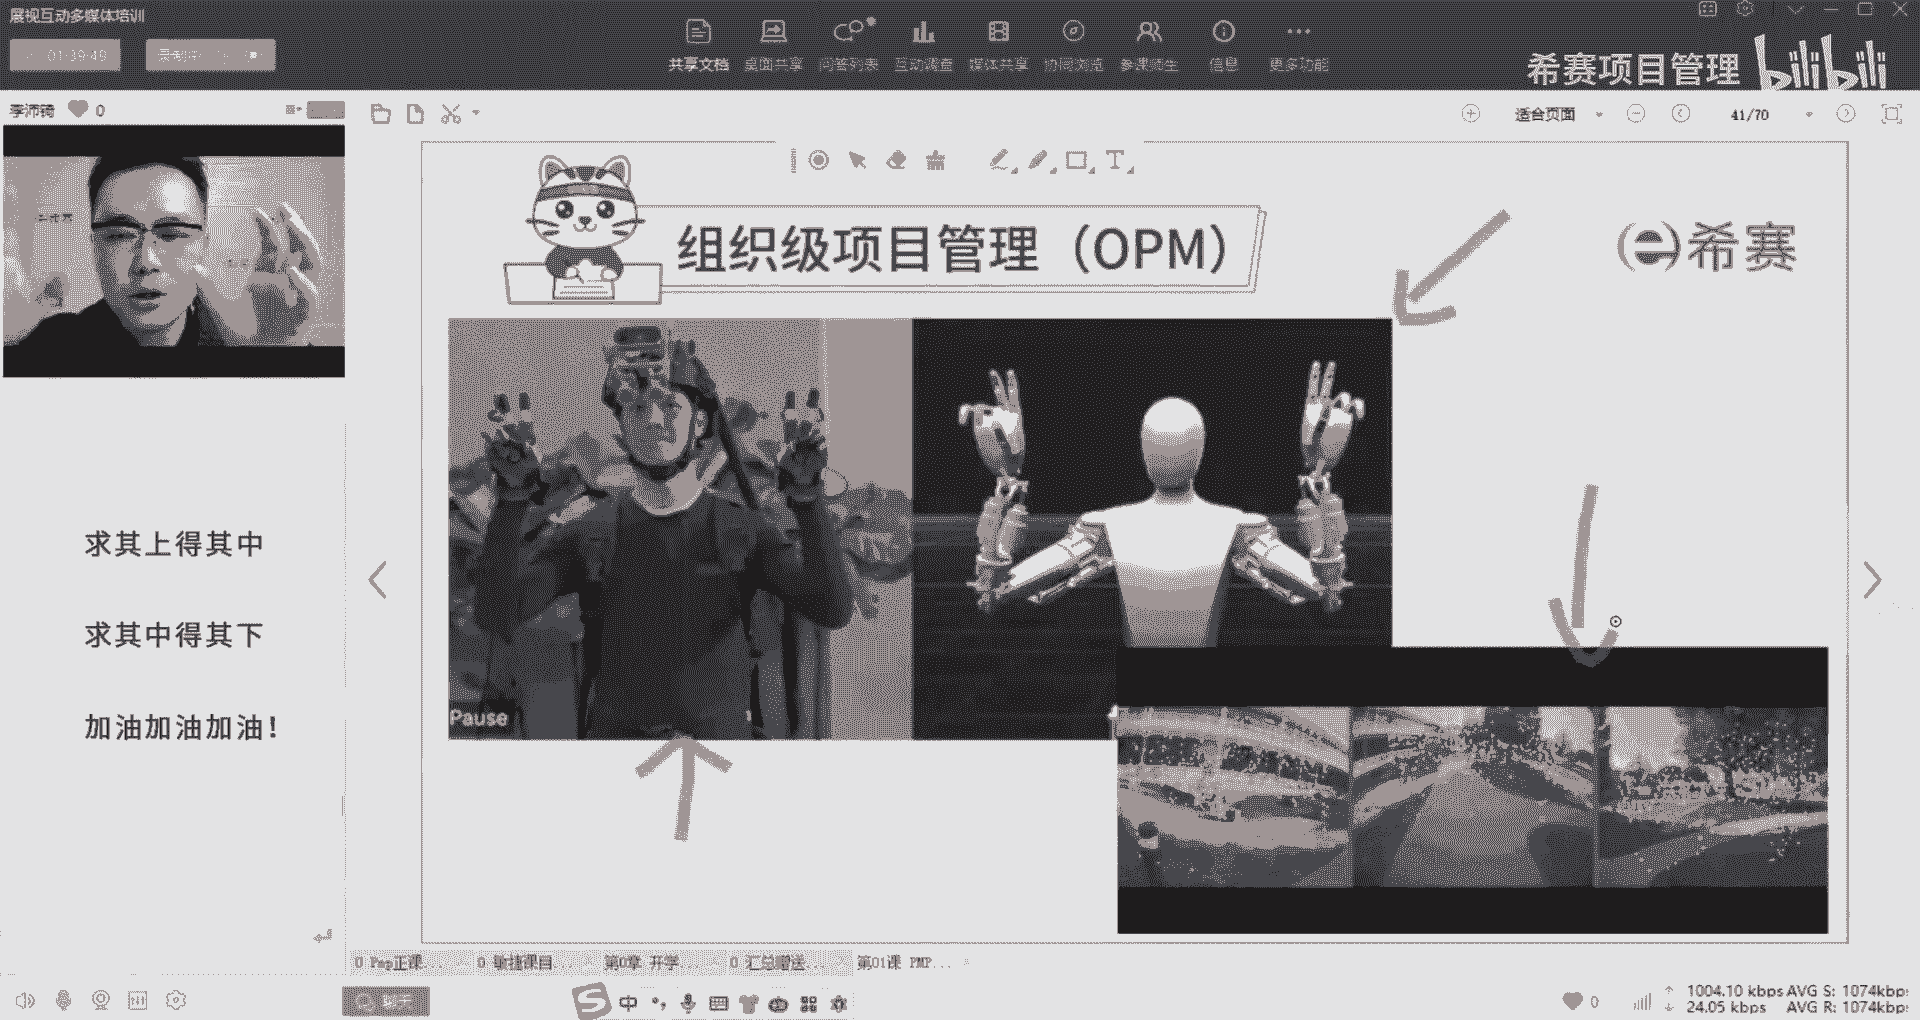 展视互动多媒体培训
01:39:49
共享文档 桌面共享 问答列表 互动调查 媒体共享 协同浏览 参课师生 信息 更多功能
希赛项目管理 bilibili
李沛锜 0
适合页面 41/70
组织级项目管理（OPM）
(e)希赛
Pause
求其上得其中
求其中得其下
加油加油加油！
0 Pmp正课... 0 敏捷课目... 第0章 开学... 0 汇总赠送... 第01课 PMP...
中
0
1004.10 kbps AVG S: 1074kbps
24.05 kbps AVG R: 1074kbps